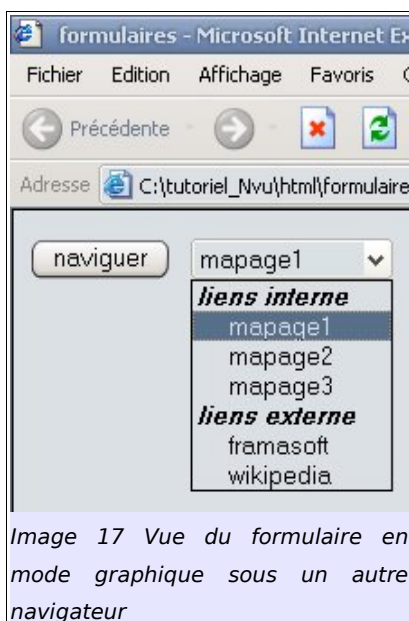 formulaires - Microsoft Internet Ex
Fichier Edition Affichage Favoris
Précédente
Adresse C:\tutoriel_Nvu\html\formulaire
naviguer mapage1
liens interne
mapage1
mapage2
mapage3
liens externe
framasoft
wikipedia
Image 17 Vue du formulaire en
mode graphique sous un autre
navigateur